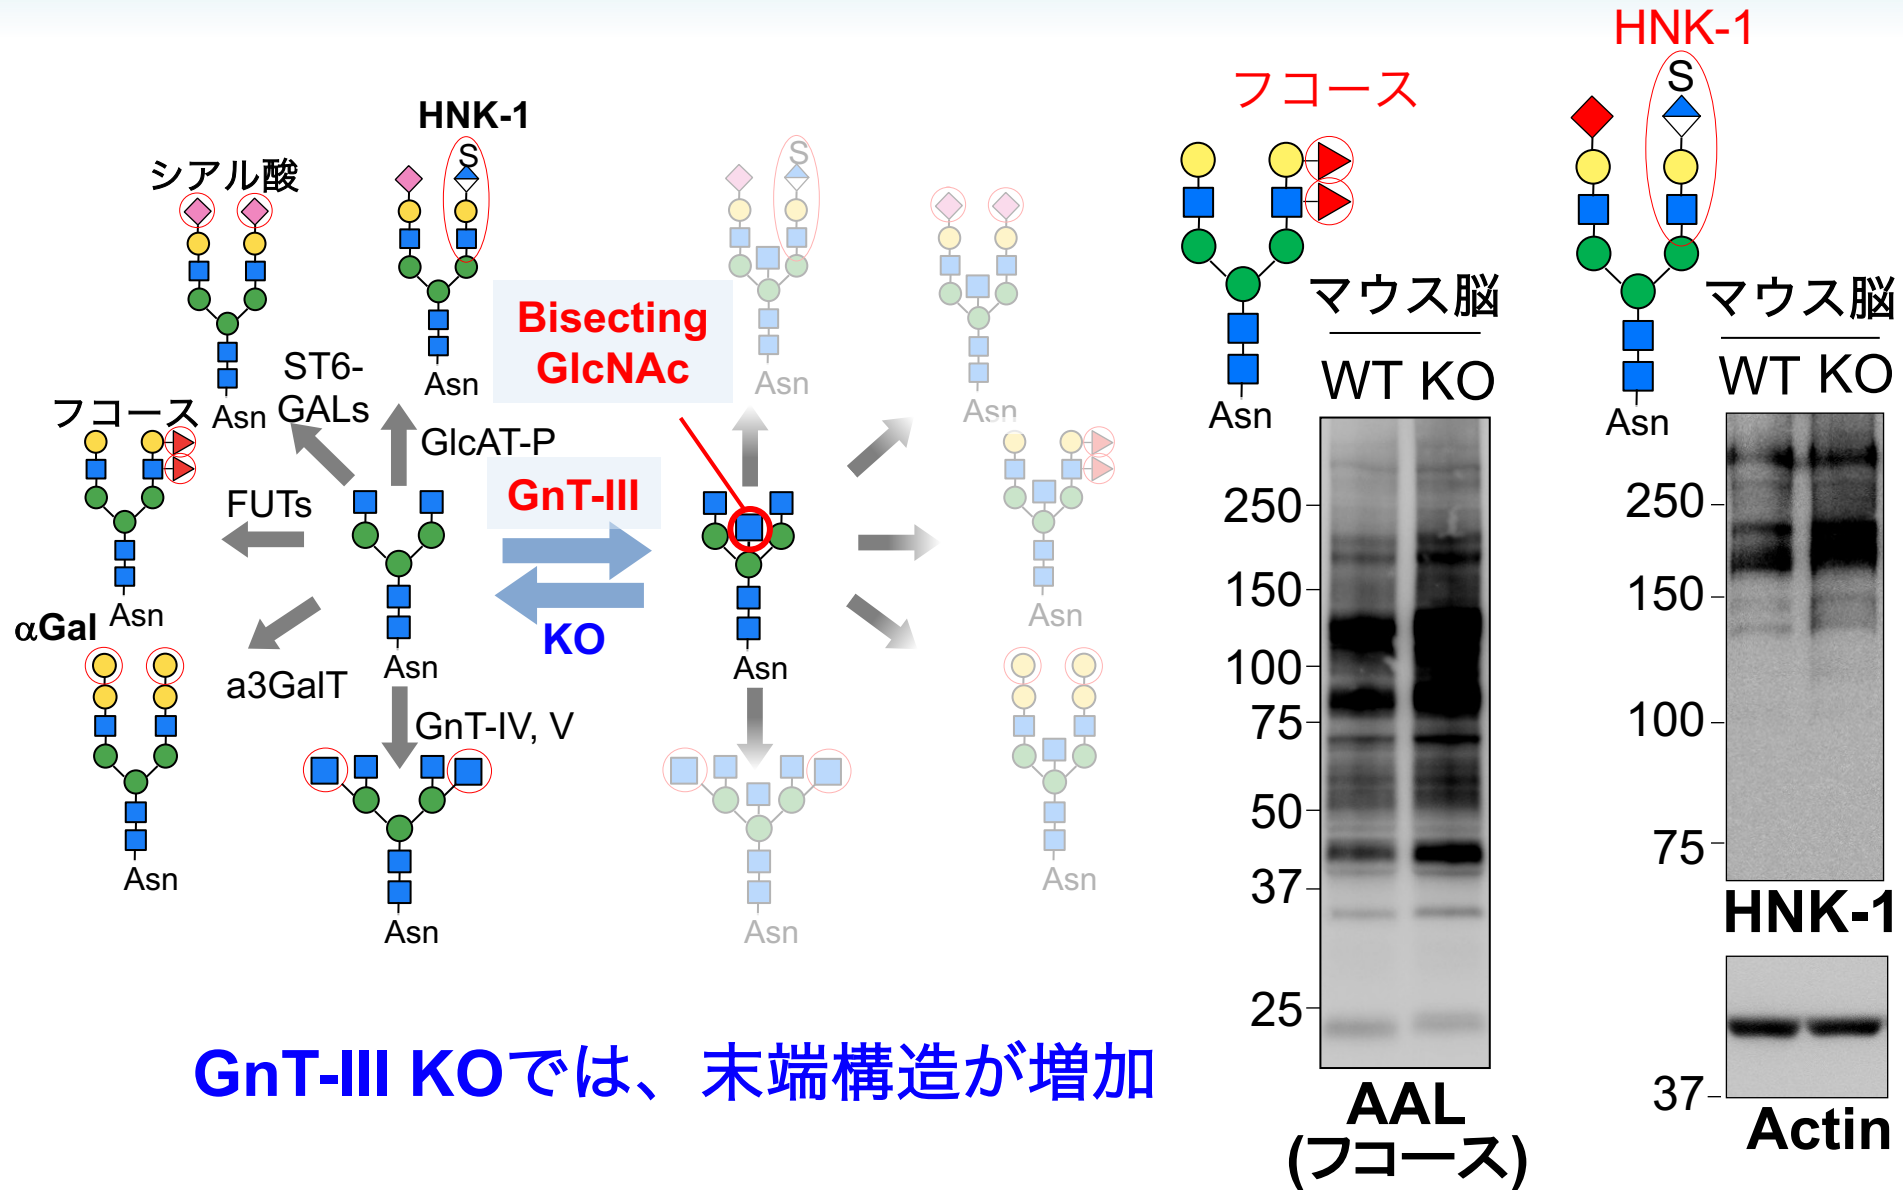 HNK-1
S
シアル酸
Asn
ST6-
GALs
Asn
GlcAT-P
フコース
FUTs
Asn
αGal
a3GalT
Asn
Asn
GnT-IV, V
Asn
Bisecting
GlcNAc
GnT-III
KO
Asn
S
Asn
Asn
Asn
Asn
Asn
GnT-III KOでは、末端構造が増加
フコース
Asn
マウス脳
WT KO
250
150
100
75
50
37
25
AAL
(フコース)
HNK-1
S
Asn
マウス脳
WT KO
250
150
100
75
HNK-1
37
Actin